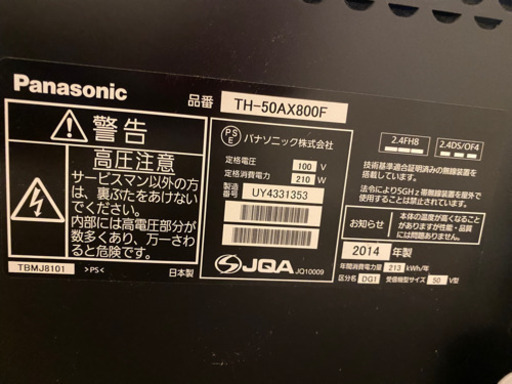 Panasonic
品番 TH-50AX800F
警告
高圧注意
サービスマン以外の方
は、裏ぶたをあけない
でください。
内部には高電圧部分が
数多くあり、万一さわ
ると危険です。
TBMJ8101 >PS< 日本製
PS
E
パナソニック株式会社
定格電圧 100 V
定格消費電力 210 W
製造番号 UY4331353
JQA JQ10009
2.4FH8 2.4DS/OF4
技術基準適合証明済みの無線装置を
搭載しています。
法令により5GHz帯無線装置を屋外で
使用することは禁止されています。
お知らせ
本体の温度が高くなるこ
とがありますが、性能・
品質には問題ありません。
2014 年製
年間消費電力量 213 kWh/年
区分名 DG1 受信機型サイズ 50 V型